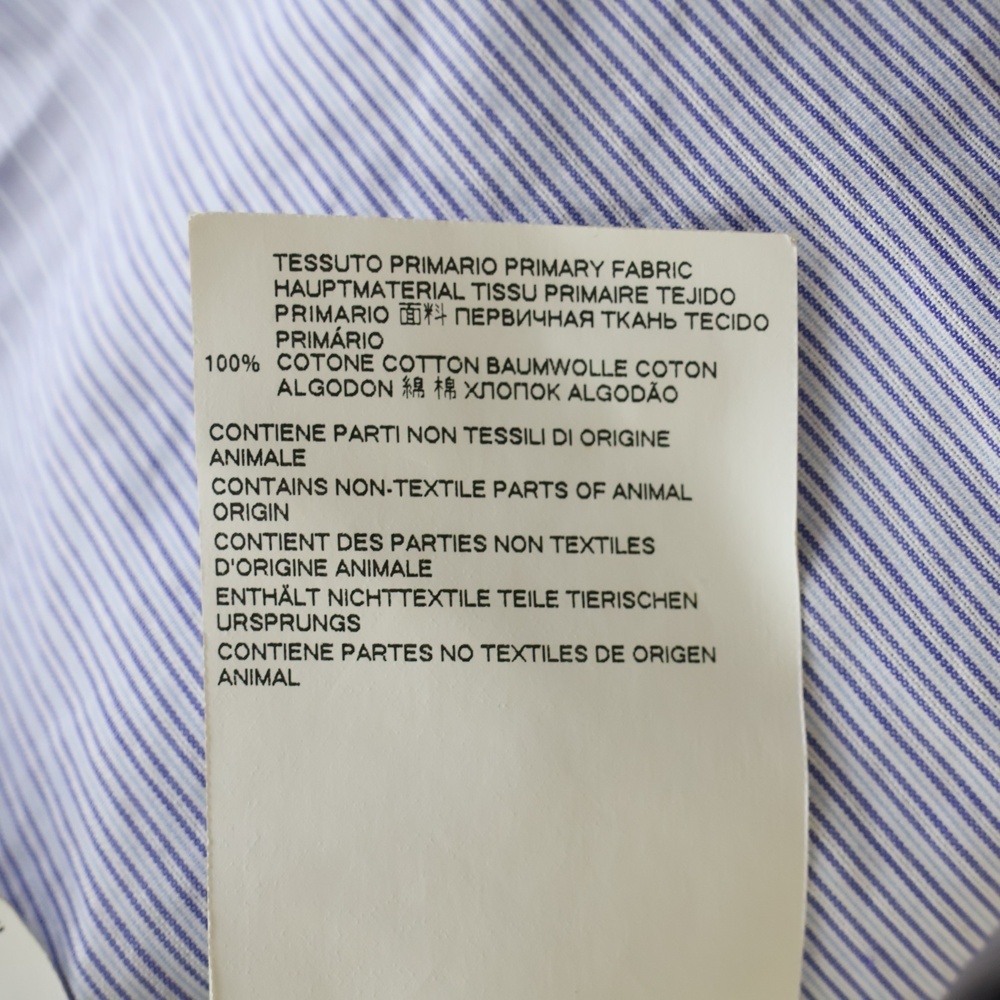 TESSUTO PRIMARIO PRIMARY FABRIC
HAUPTMATERIAL TISSU PRIMAIRE TEJIDO
PRIMARIO 面料 ПЕРВИЧНАЯ ТКАНЬ TECIDO
PRIMÁRIO
100% COTONE COTTON BAUMWOLLE COTON
ALGODON 綿 棉 ХЛОПОК ALGODÃO
CONTIENE PARTI NON TESSILI DI ORIGINE
ANIMALE
CONTAINS NON-TEXTILE PARTS OF ANIMAL
ORIGIN
CONTIENT DES PARTIES NON TEXTILES
D'ORIGINE ANIMALE
ENTHÄLT NICHTTEXTILE TEILE TIERISCHEN
URSPRUNGS
CONTIENE PARTES NO TEXTILES DE ORIGEN
ANIMAL